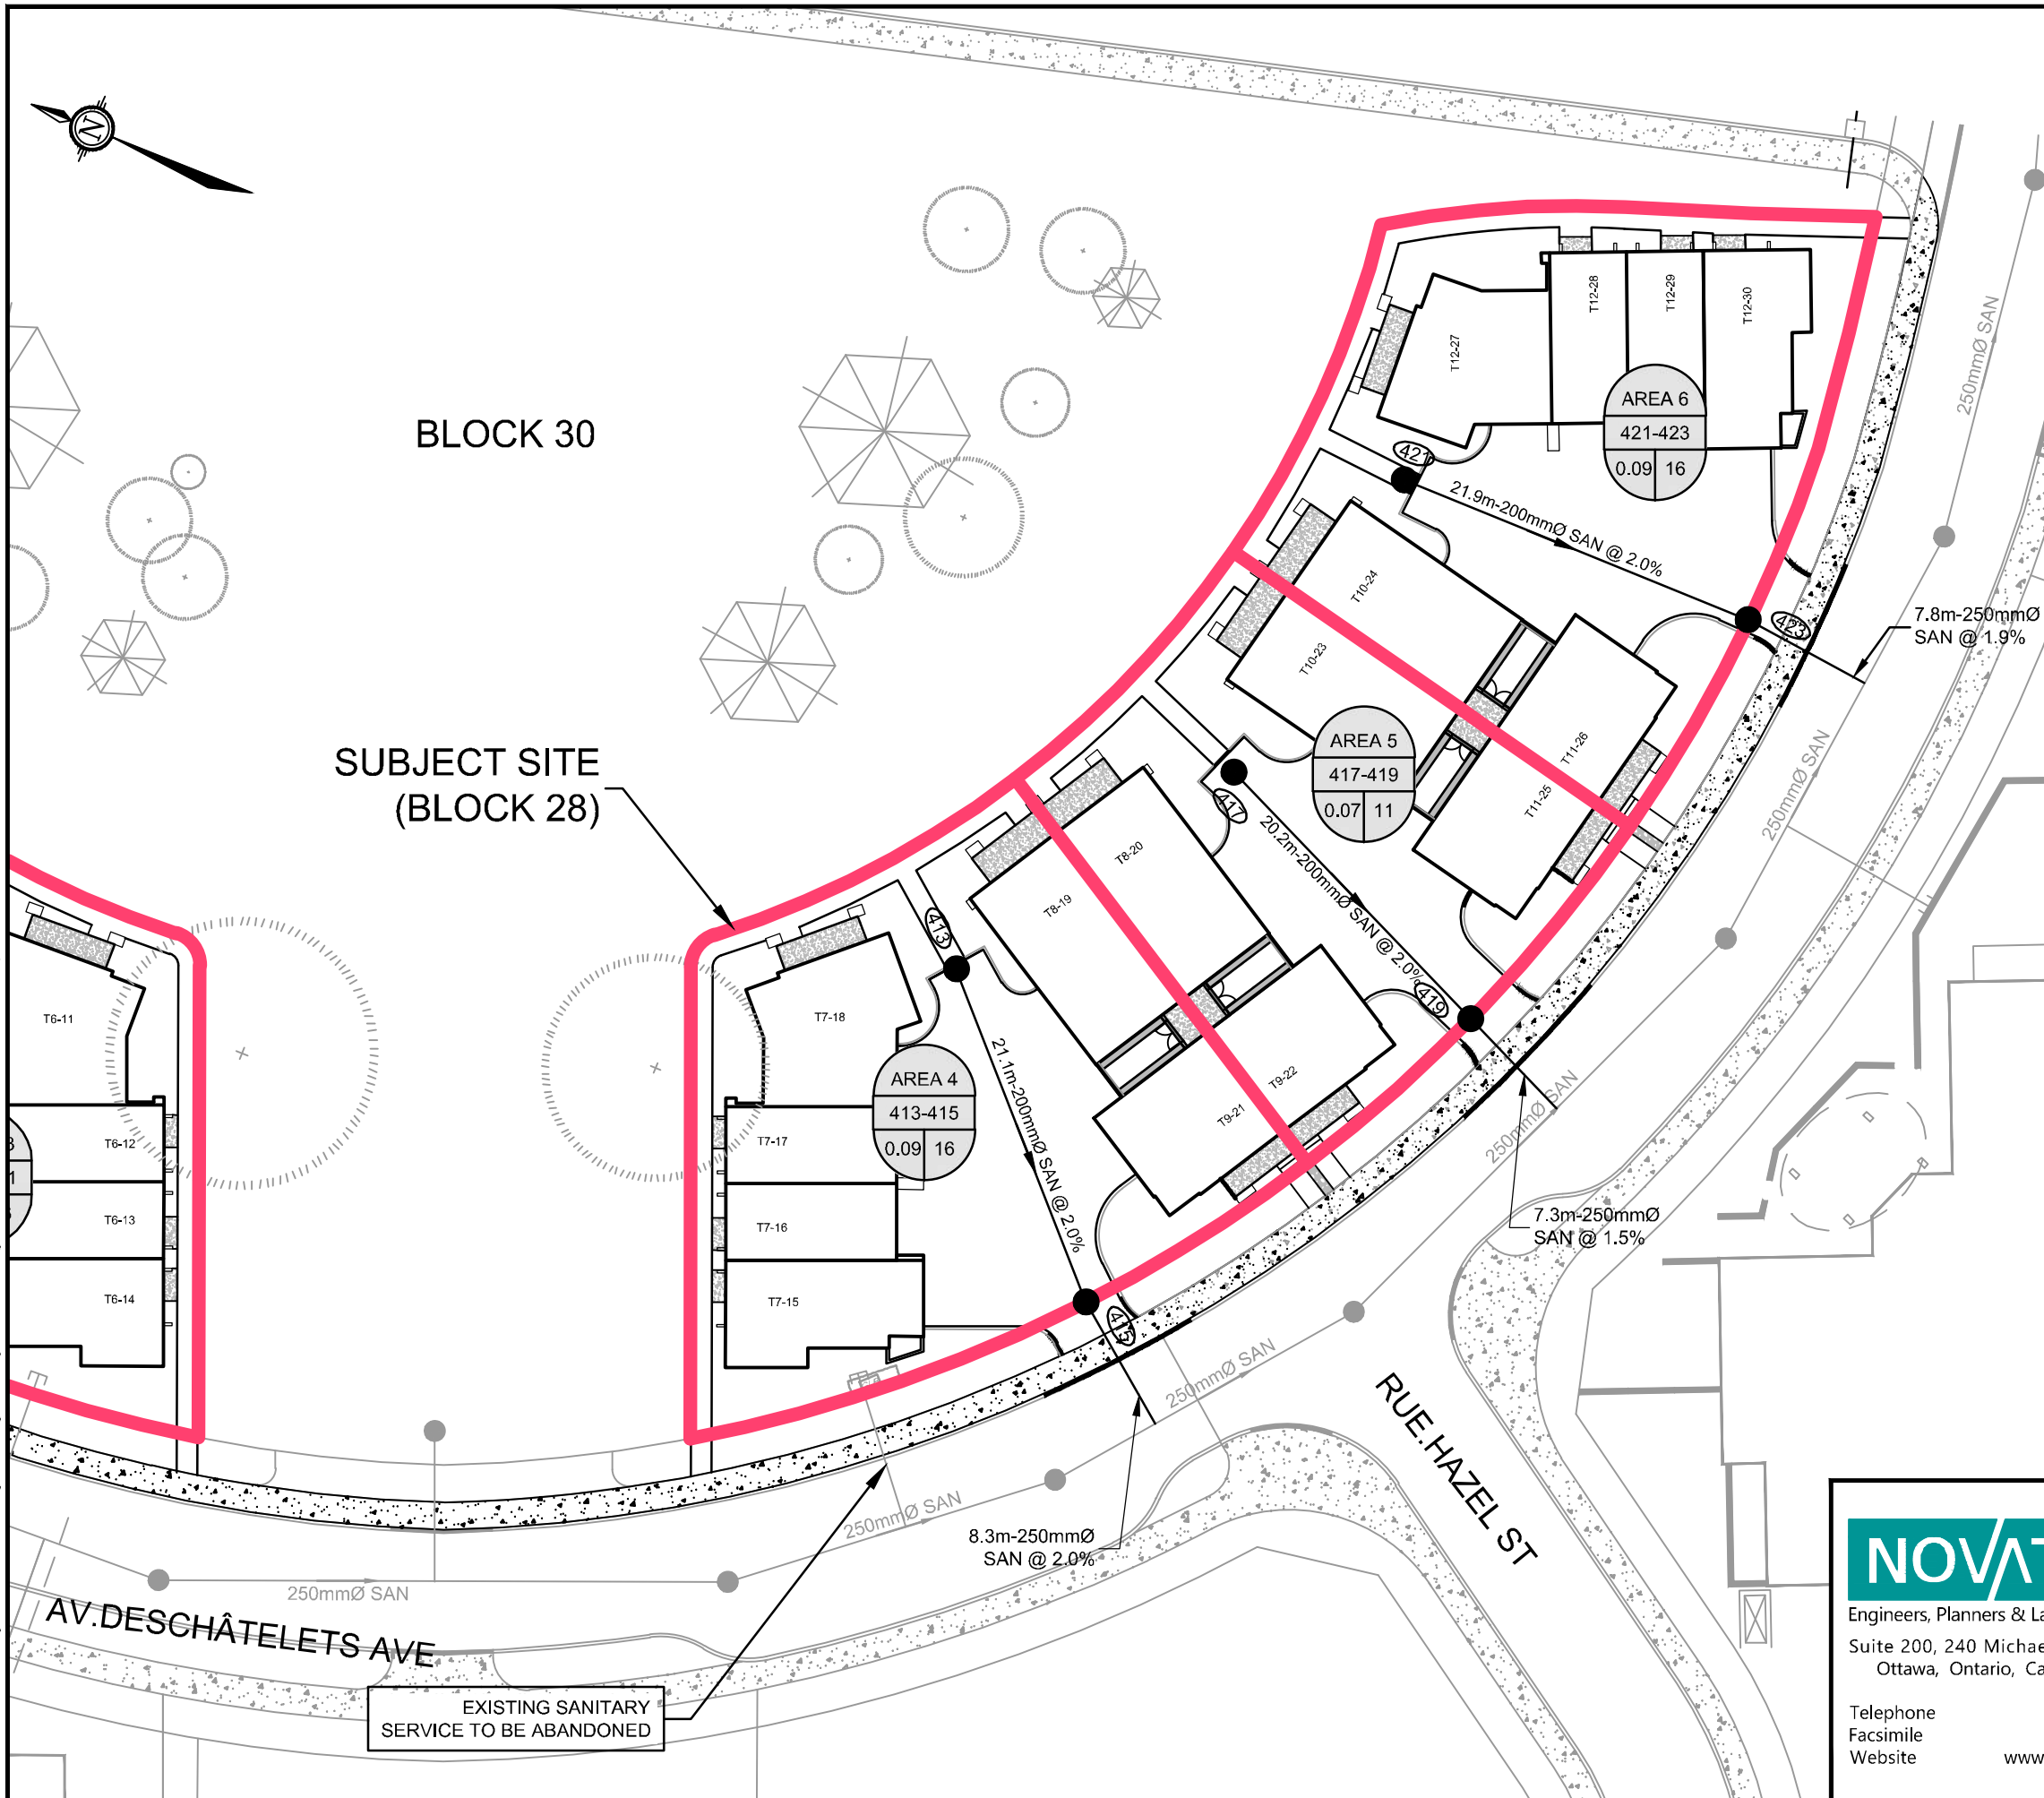 N
BLOCK 30
SUBJECT SITE
(BLOCK 28)
T12-27
T12-28
T12-29
T12-30
AREA 6
421-423
0.09 16
421
21.9m-200mmØ SAN @ 2.0%
423
7.8m-250mmØ
SAN @ 1.9%
250mmØ SAN
T10-24
T10-23
T11-26
T11-25
AREA 5
417-419
0.07 11
417
20.2m-200mmØ SAN @ 2.0%
419
7.3m-250mmØ
SAN @ 1.5%
250mmØ SAN
250mmØ SAN
T8-20
T8-19
T9-22
T9-21
413
T7-18
T7-17
T7-16
T7-15
AREA 4
413-415
0.09 16
21.1m-200mmØ SAN @ 2.0%
415
8.3m-250mmØ
SAN @ 2.0%
250mmØ SAN
250mmØ SAN
250mmØ SAN
T6-11
T6-12
T6-13
T6-14
RUE.HAZEL ST
AV.DESCHÂTELETS AVE
EXISTING SANITARY
SERVICE TO BE ABANDONED
Engineers, Planners &
Suite 200, 240
Ottawa, Ontario,
Telephone
Facsimile
Website www